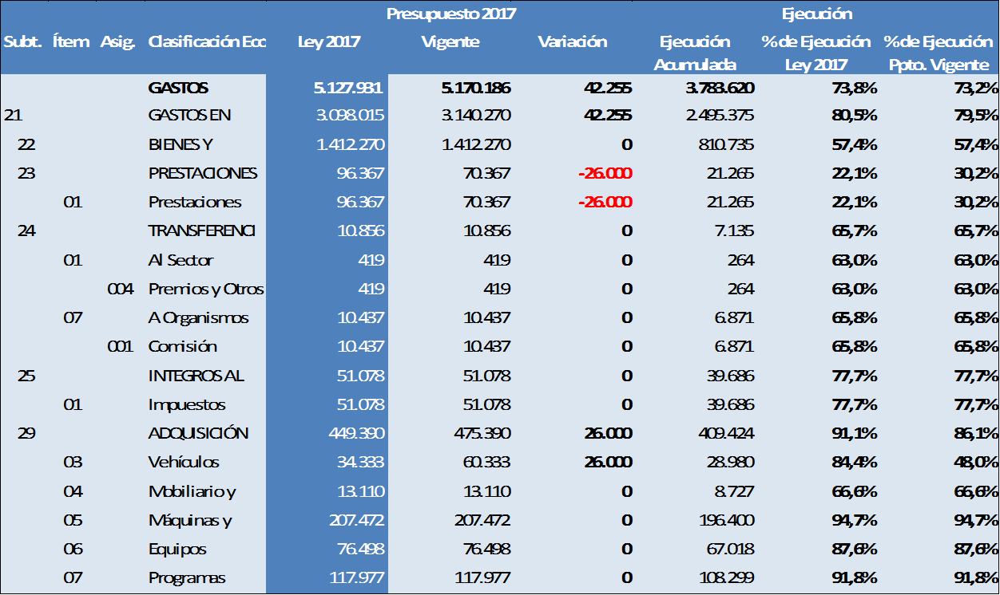 Presupuesto 2017 Ejecución
Subt. Ítem Asig. Clasificación Eco Ley 2017 Vigente Variación Ejecución % de Ejecución % de Ejecución
Acumulada Ley 2017 Ppto. Vigente
GASTOS 5.127.931 5.170.186 42.255 3.783.620 73,8% 73,2%
21 GASTOS EN 3.098.015 3.140.270 42.255 2.495.375 80,5% 79,5%
22 BIENES Y 1.412.270 1.412.270 0 810.735 57,4% 57,4%
23 PRESTACIONES 96.367 70.367 -26.000 21.265 22,1% 30,2%
01 Prestaciones 96.367 70.367 -26.000 21.265 22,1% 30,2%
24 TRANSFERENCI 10.856 10.856 0 7.135 65,7% 65,7%
01 Al Sector 419 419 0 264 63,0% 63,0%
004 Premios y Otros 419 419 0 264 63,0% 63,0%
07 A Organismos 10.437 10.437 0 6.871 65,8% 65,8%
001 Comisión 10.437 10.437 0 6.871 65,8% 65,8%
25 INTEGROS AL 51.078 51.078 0 39.686 77,7% 77,7%
01 Impuestos 51.078 51.078 0 39.686 77,7% 77,7%
29 ADQUISICIÓN 449.390 475.390 26.000 409.424 91,1% 86,1%
03 Vehículos 34.333 60.333 26.000 28.980 84,4% 48,0%
04 Mobiliario y 13.110 13.110 0 8.727 66,6% 66,6%
05 Máquinas y 207.472 207.472 0 196.400 94,7% 94,7%
06 Equipos 76.498 76.498 0 67.018 87,6% 87,6%
07 Programas 117.977 117.977 0 108.299 91,8% 91,8%